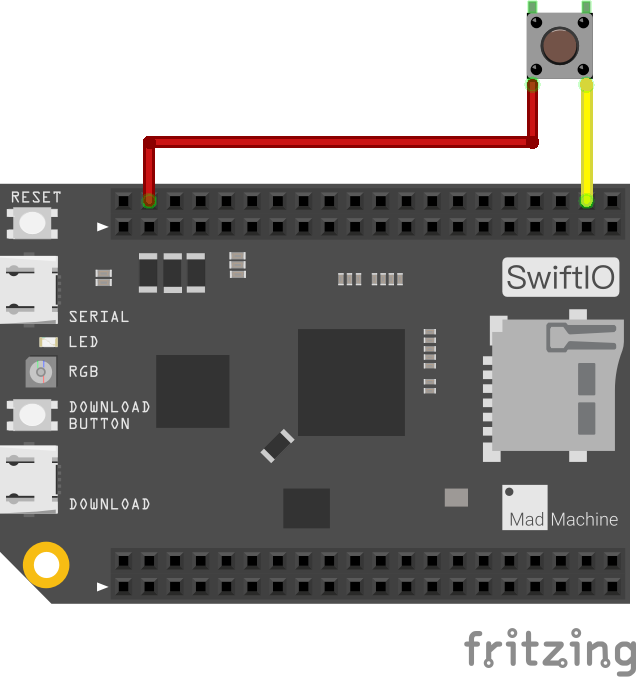 RESET
SwiftIO
SERIAL
LED
RGB
DOWNLOAD
BUTTON
DOWNLOAD
Mad Machine
fritzing